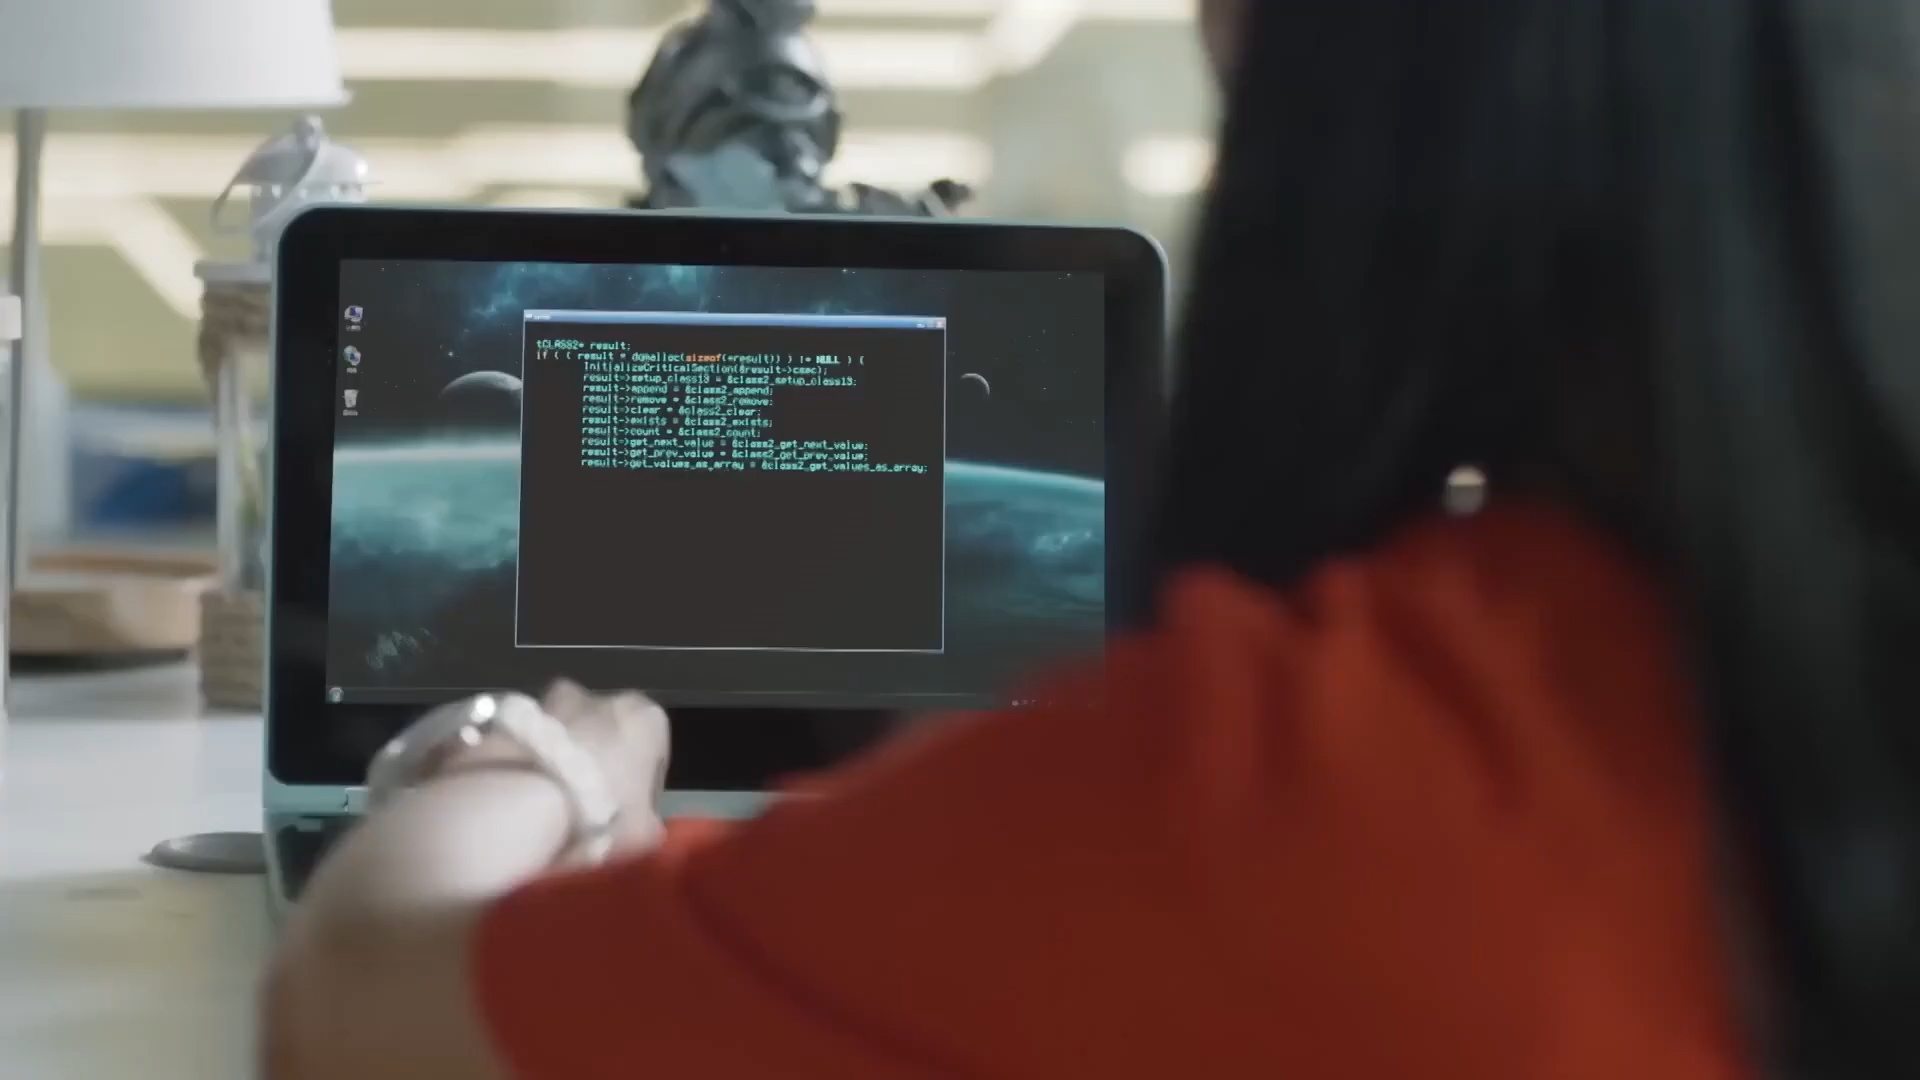 tCLASS2* result;
if ( ( result = dqmalloc(sizeof(*result)) ) != NULL ) {
InitializeCriticalSection(&result->csec);
result->setup_class13 = &class2_setup_class13;
result->append = &class2_append;
result->remove = &class2_remove;
result->clear = &class2_clear;
result->exists = &class2_exists;
result->count = &class2_count;
result->get_next_value = &class2_get_next_value;
result->get_prev_value = &class2_get_prev_value;
result->get_values_as_array = &class2_get_values_as_array;